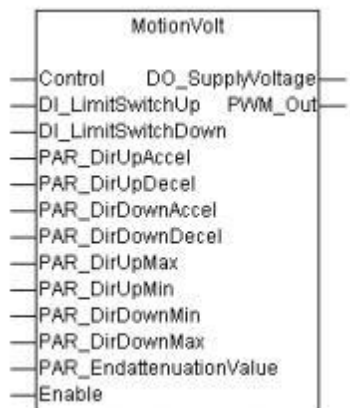 MotionVolt
Control DO_SupplyVoltage
DI_LimitSwitchUp PWM_Out
DI_LimitSwitchDown
PAR_DirUpAccel
PAR_DirUpDecel
PAR_DirDownAccel
PAR_DirDownDecel
PAR_DirUpMax
PAR_DirUpMin
PAR_DirDownMin
PAR_DirDownMax
PAR_EndattenuationValue
Enable